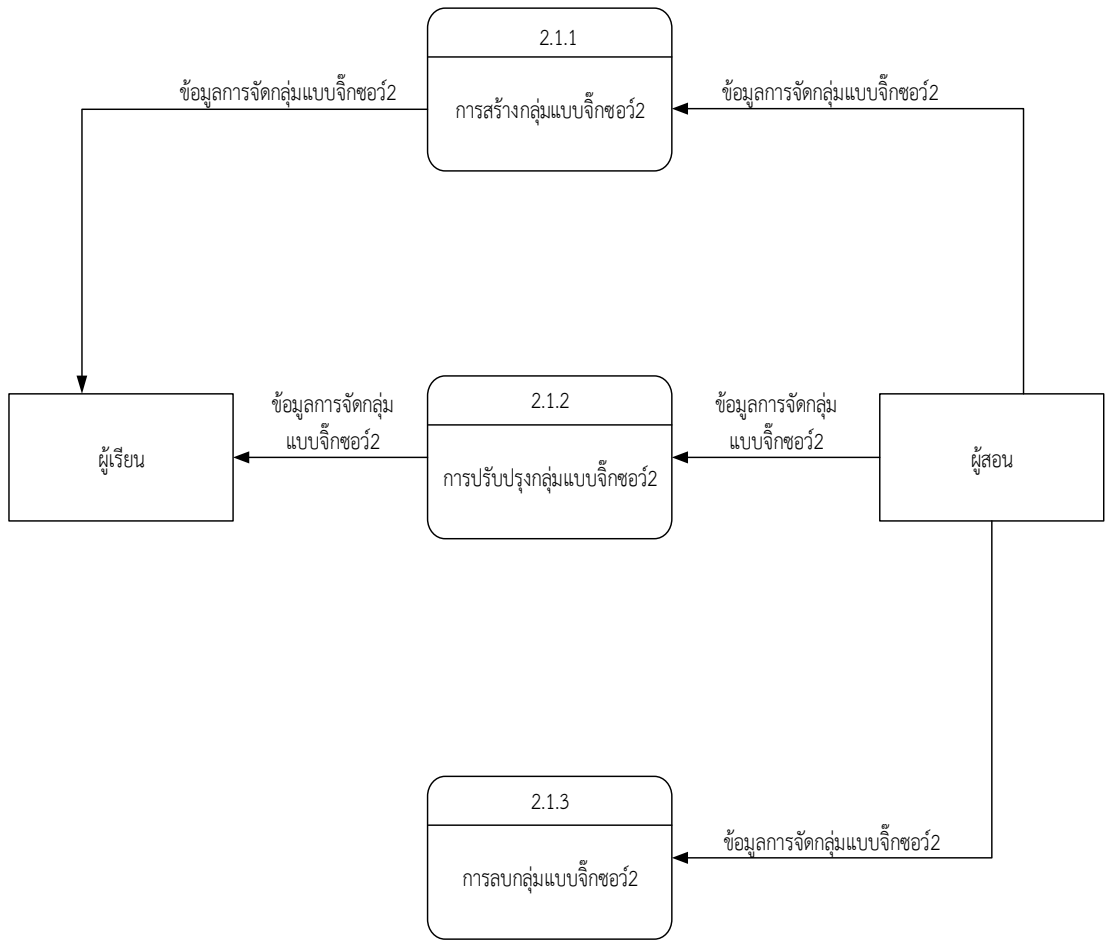 2.1.1
ข้อมูลการจัดกลุ่มแบบจิ๊กซอว์2
การสร้างกลุ่มแบบจิ๊กซอว์2
ข้อมูลการจัดกลุ่มแบบจิ๊กซอว์2
2.1.2
ข้อมูลการจัดกลุ่ม
แบบจิ๊กซอว์2
ข้อมูลการจัดกลุ่ม
แบบจิ๊กซอว์2
ผู้เรียน
การปรับปรุงกลุ่มแบบจิ๊กซอว์2
ผู้สอน
2.1.3
ข้อมูลการจัดกลุ่มแบบจิ๊กซอว์2
การลบกลุ่มแบบจิ๊กซอว์2